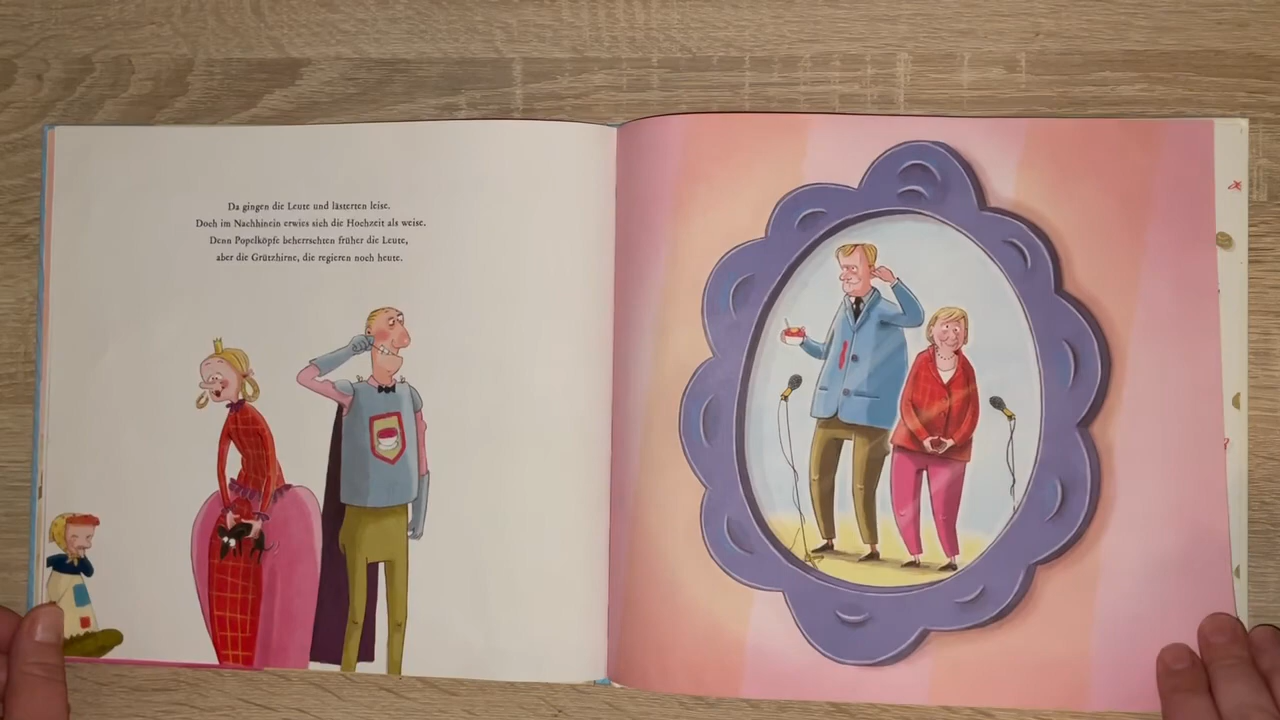 Da gingen die Leute und lästerten leise.
Doch im Nachhinein erwies sich die Hochzeit als weise.
Denn Popelköpfe beherrschten früher die Leute,
aber die Grützhirne, die regieren noch heute.